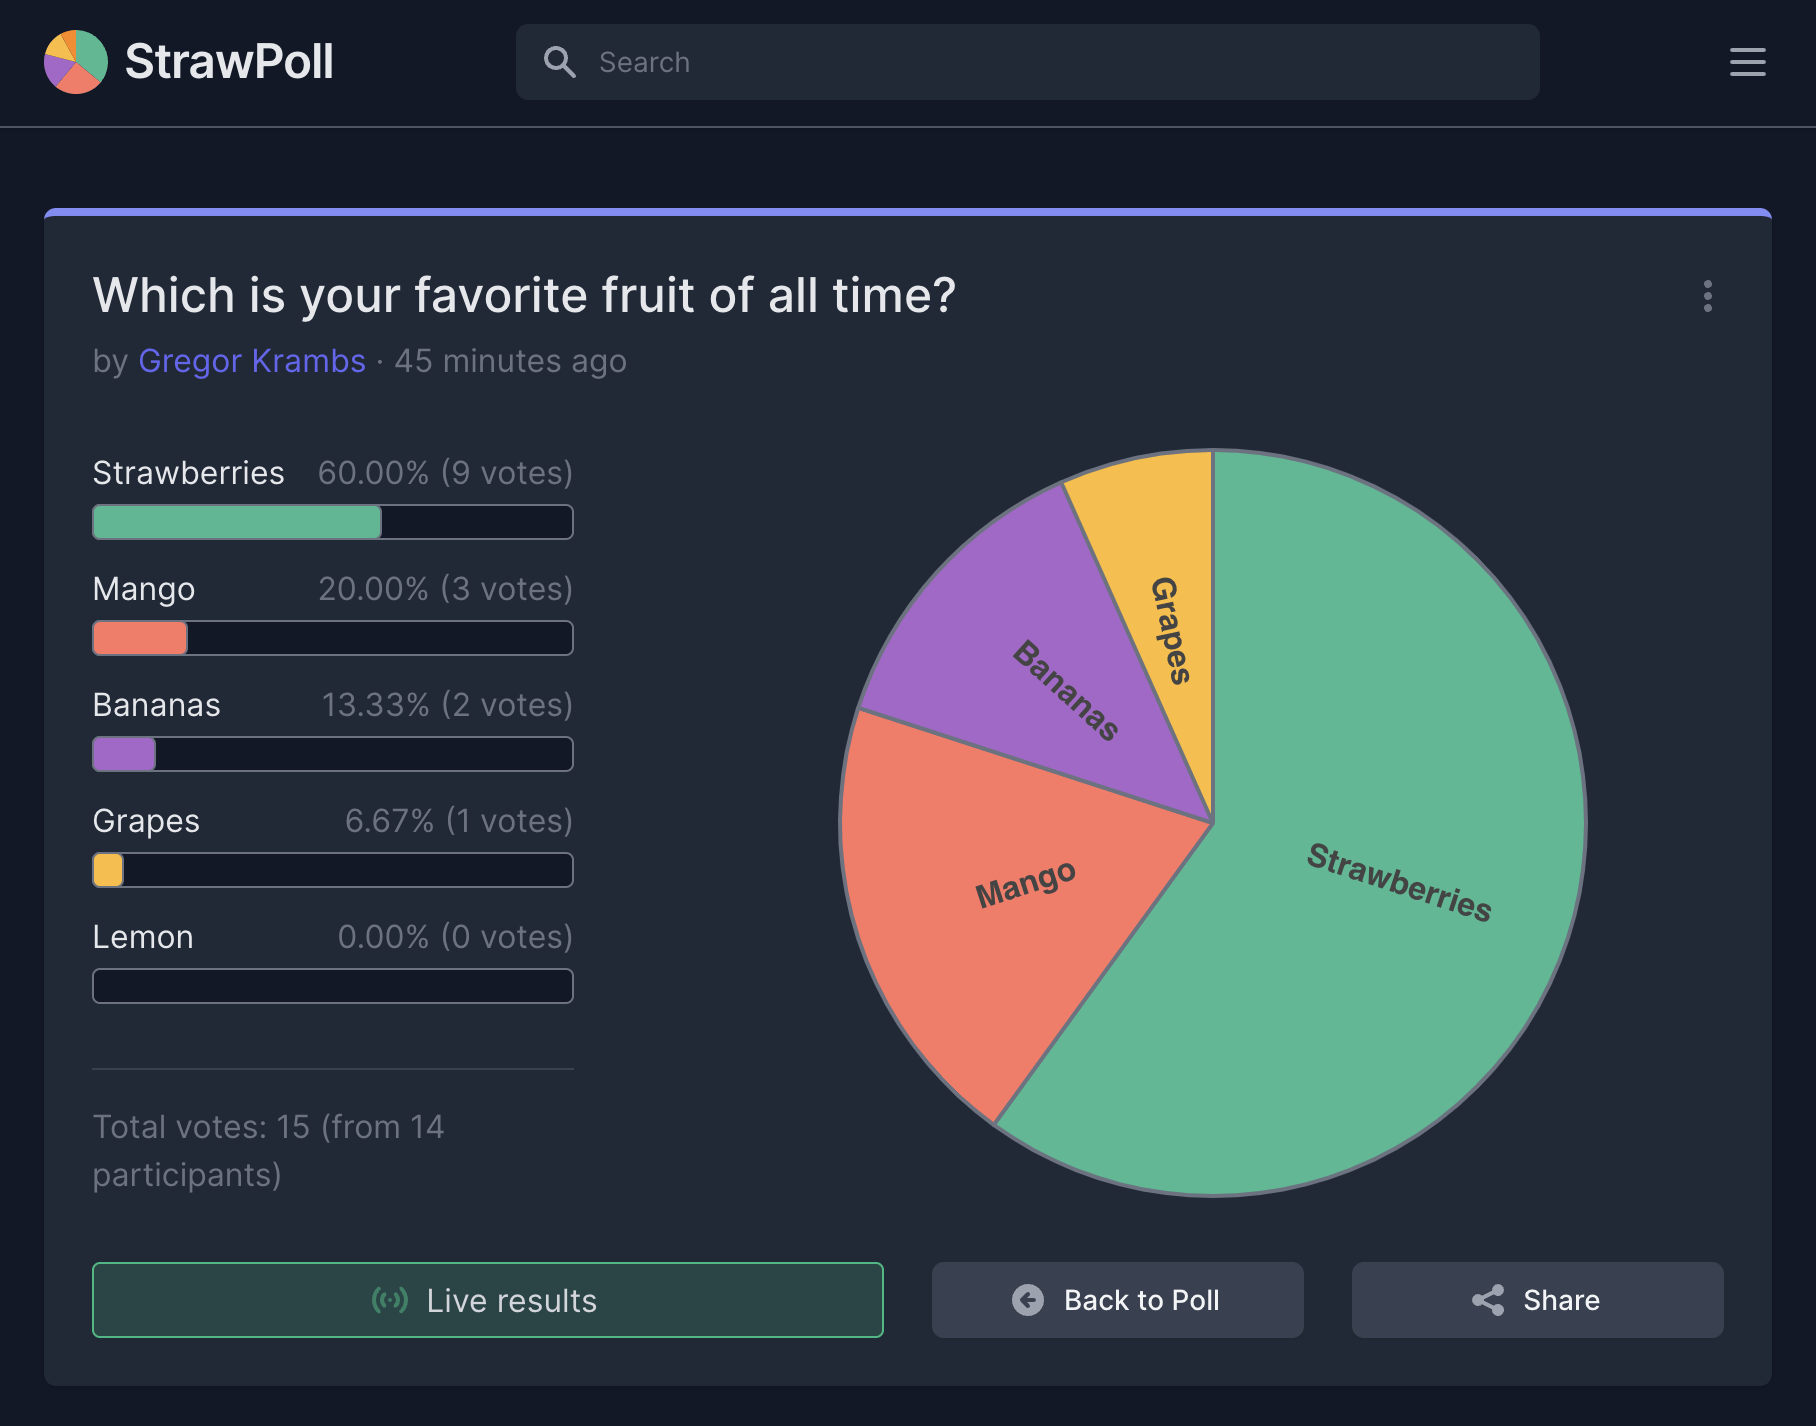 StrawPoll
Search
Which is your favorite fruit of all time?
by Gregor Krambs · 45 minutes ago
Strawberries 60.00% (9 votes)
Mango 20.00% (3 votes)
Bananas 13.33% (2 votes)
Grapes 6.67% (1 votes)
Lemon 0.00% (0 votes)
Total votes: 15 (from 14
participants)
Grapes
Bananas
Mango
Strawberries
Live results
Back to Poll
Share